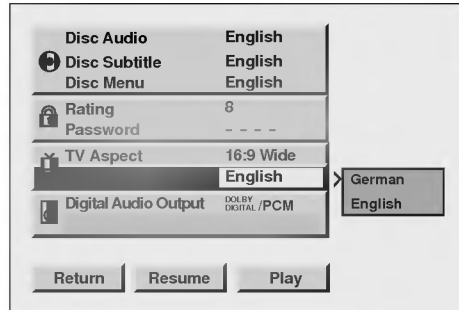 Disc Audio English
Disc Subtitle English
Disc Menu English
Rating 8
Password - - - -
TV Aspect 16:9 Wide
English
Digital Audio Output DOLBY DIGITAL /PCM
German
English
Return Resume Play